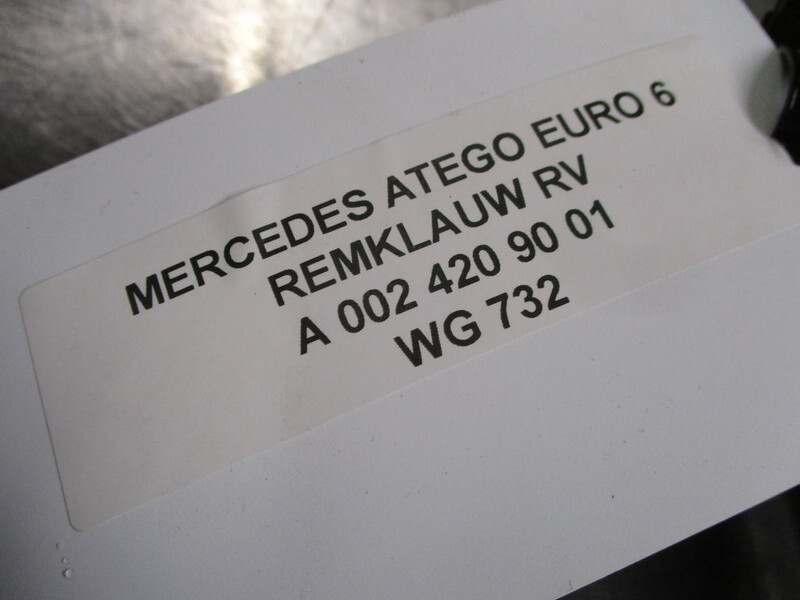 MERCEDES ATEGO EURO 6
REMKLAUW RV
A 002 420 90 01
WG 732